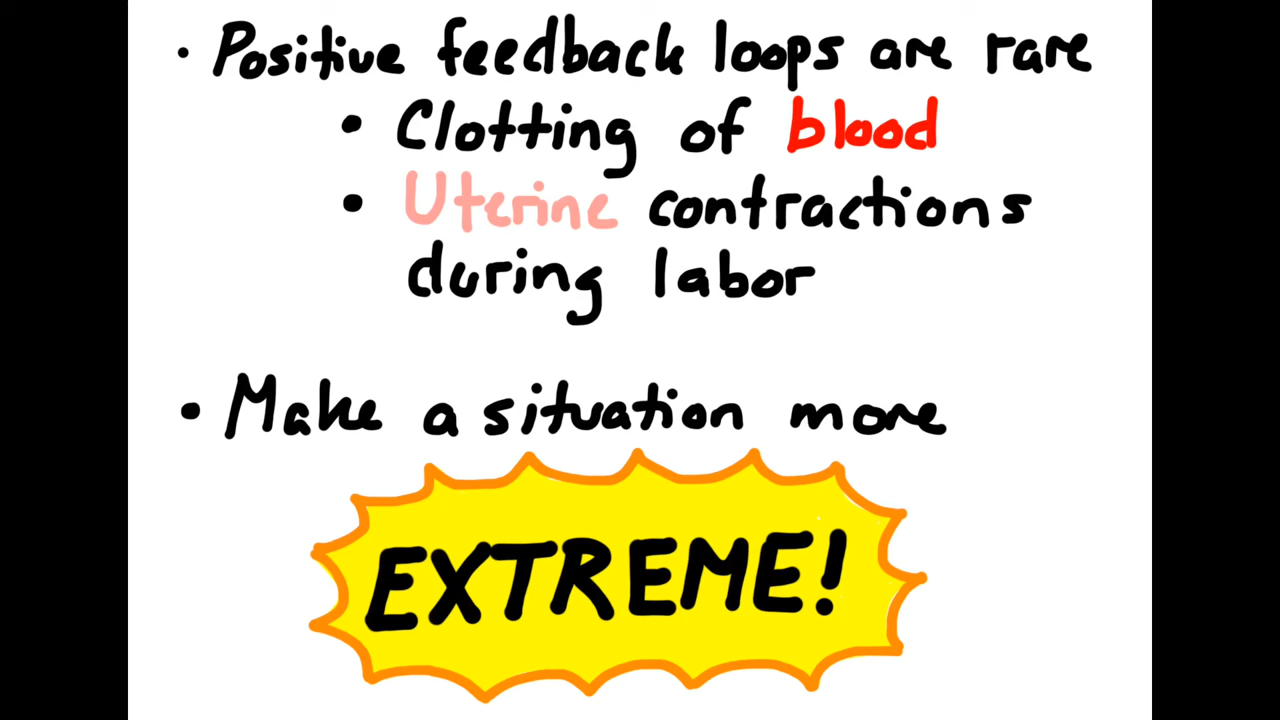 • Positive feedback loops are rare
• Clotting of blood
• Uterine contractions
during labor
• Make a situation more
EXTREME!